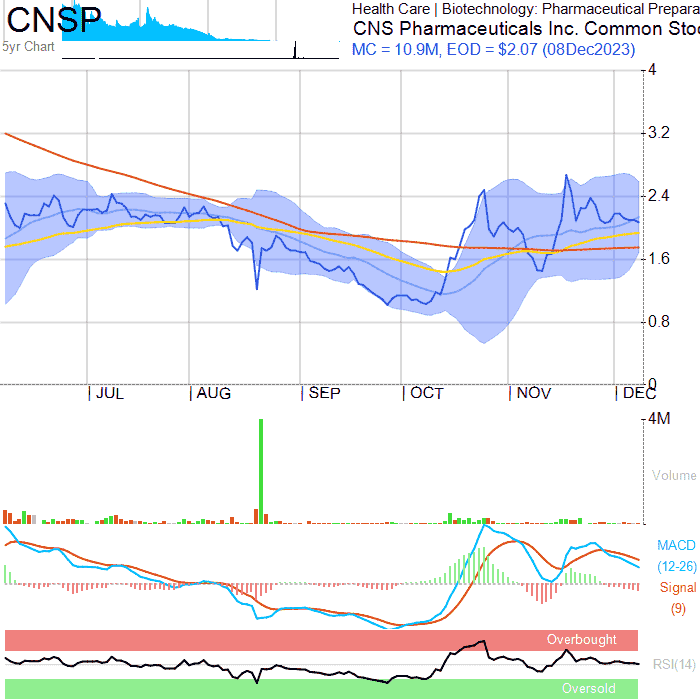 CNSP
5yr Chart
Health Care | Biotechnology: Pharmaceutical Prepara
CNS Pharmaceuticals Inc. Common Sto
MC = 10.9M, EOD = $2.07 (08Dec2023)
4
3.2
2.4
1.6
0.8
0
JUL AUG SEP OCT NOV DEC
4M
Volume
MACD
(12-26)
Signal
(9)
Overbought
RSI(14)
Oversold